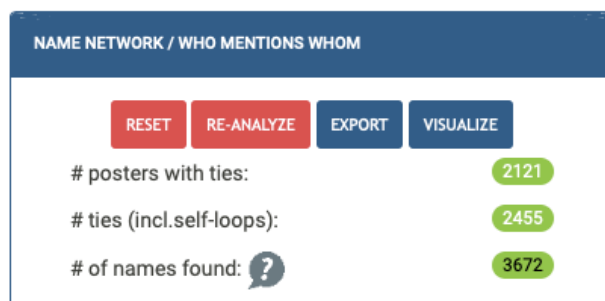 NAME NETWORK / WHO MENTIONS WHOM
RESET RE-ANALYZE EXPORT VISUALIZE
# posters with ties: 2121
# ties (incl.self-loops): 2455
# of names found: ? 3672